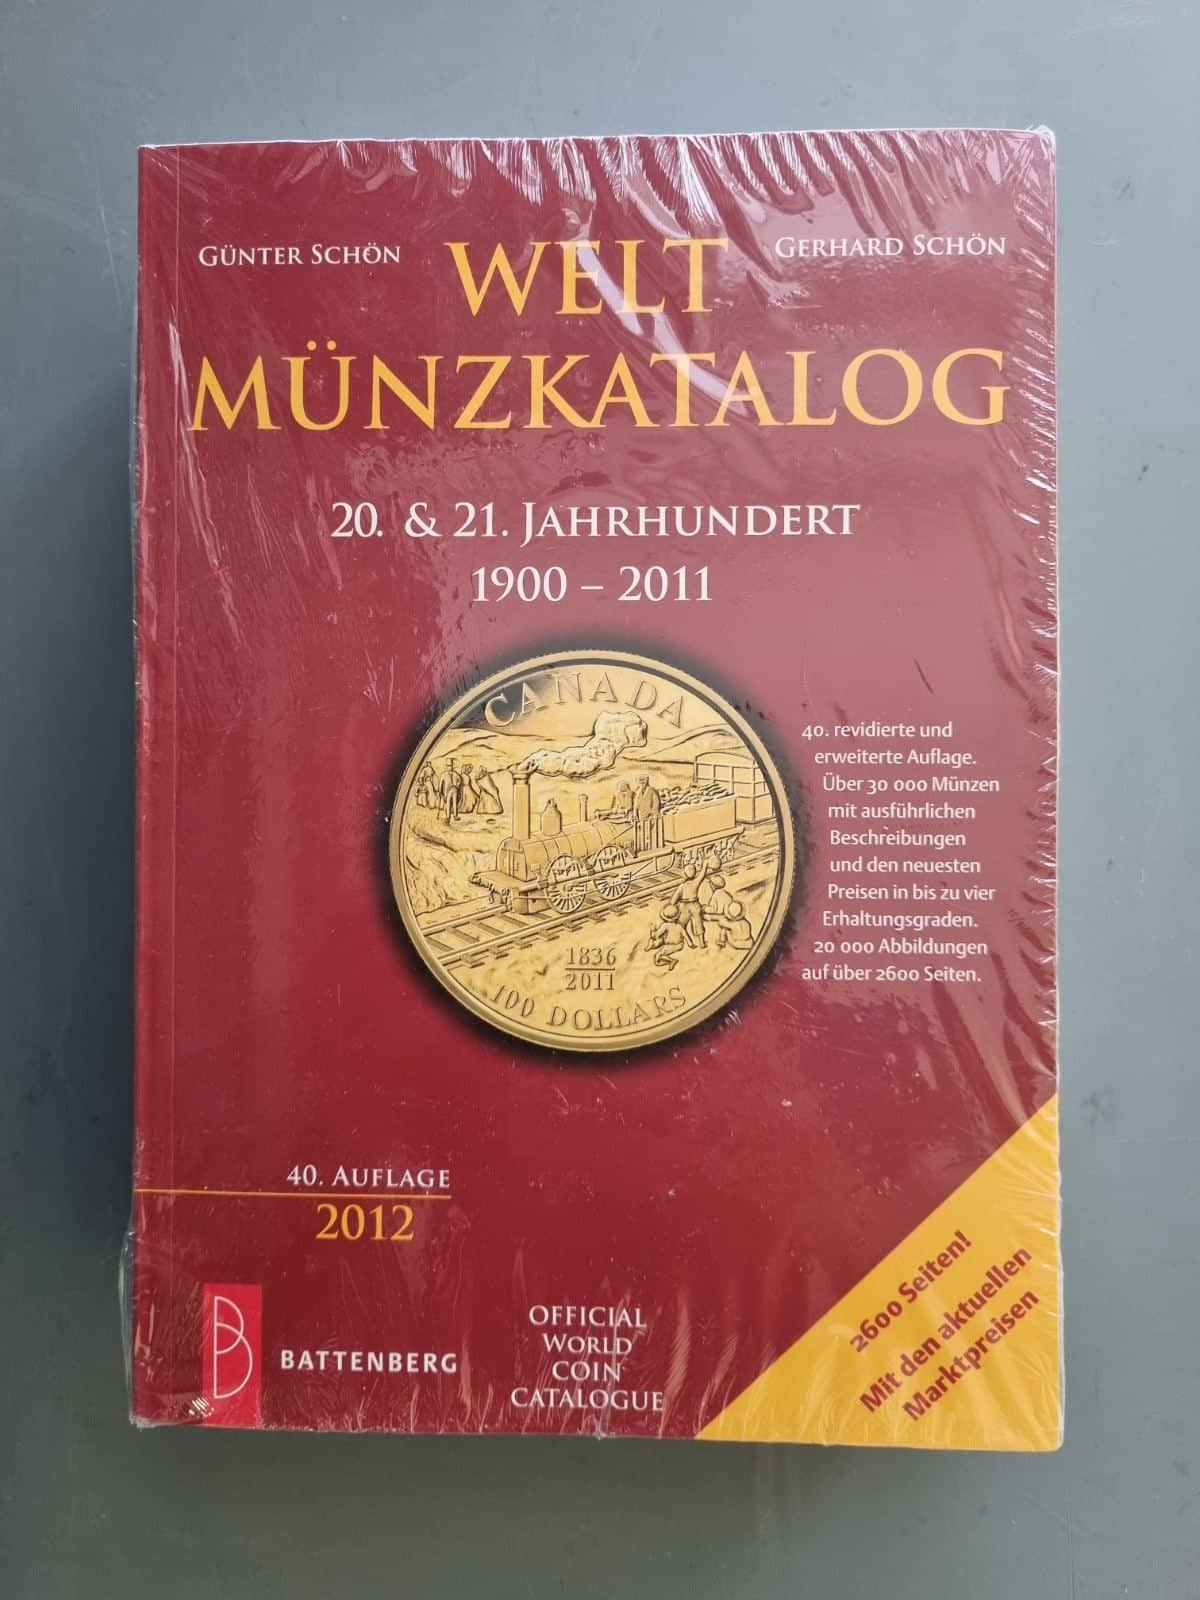 GÜNTER SCHÖN
GERHARD SCHÖN
WELT
MÜNZKATALOG
20. & 21. JAHRHUNDERT
1900 – 2011
CANADA
1836
2011
100 DOLLARS
40. revidierte und
erweiterte Auflage.
Über 30 000 Münzen
mit ausführlichen
Beschreibungen
und den neuesten
Preisen in bis zu vier
Erhaltungsgraden.
20 000 Abbildungen
auf über 2600 Seiten.
40. AUFLAGE
2012
BATTENBERG
OFFICIAL
WORLD
COIN
CATALOGUE
2600 Seiten!
Mit den aktuellen
Marktpreisen